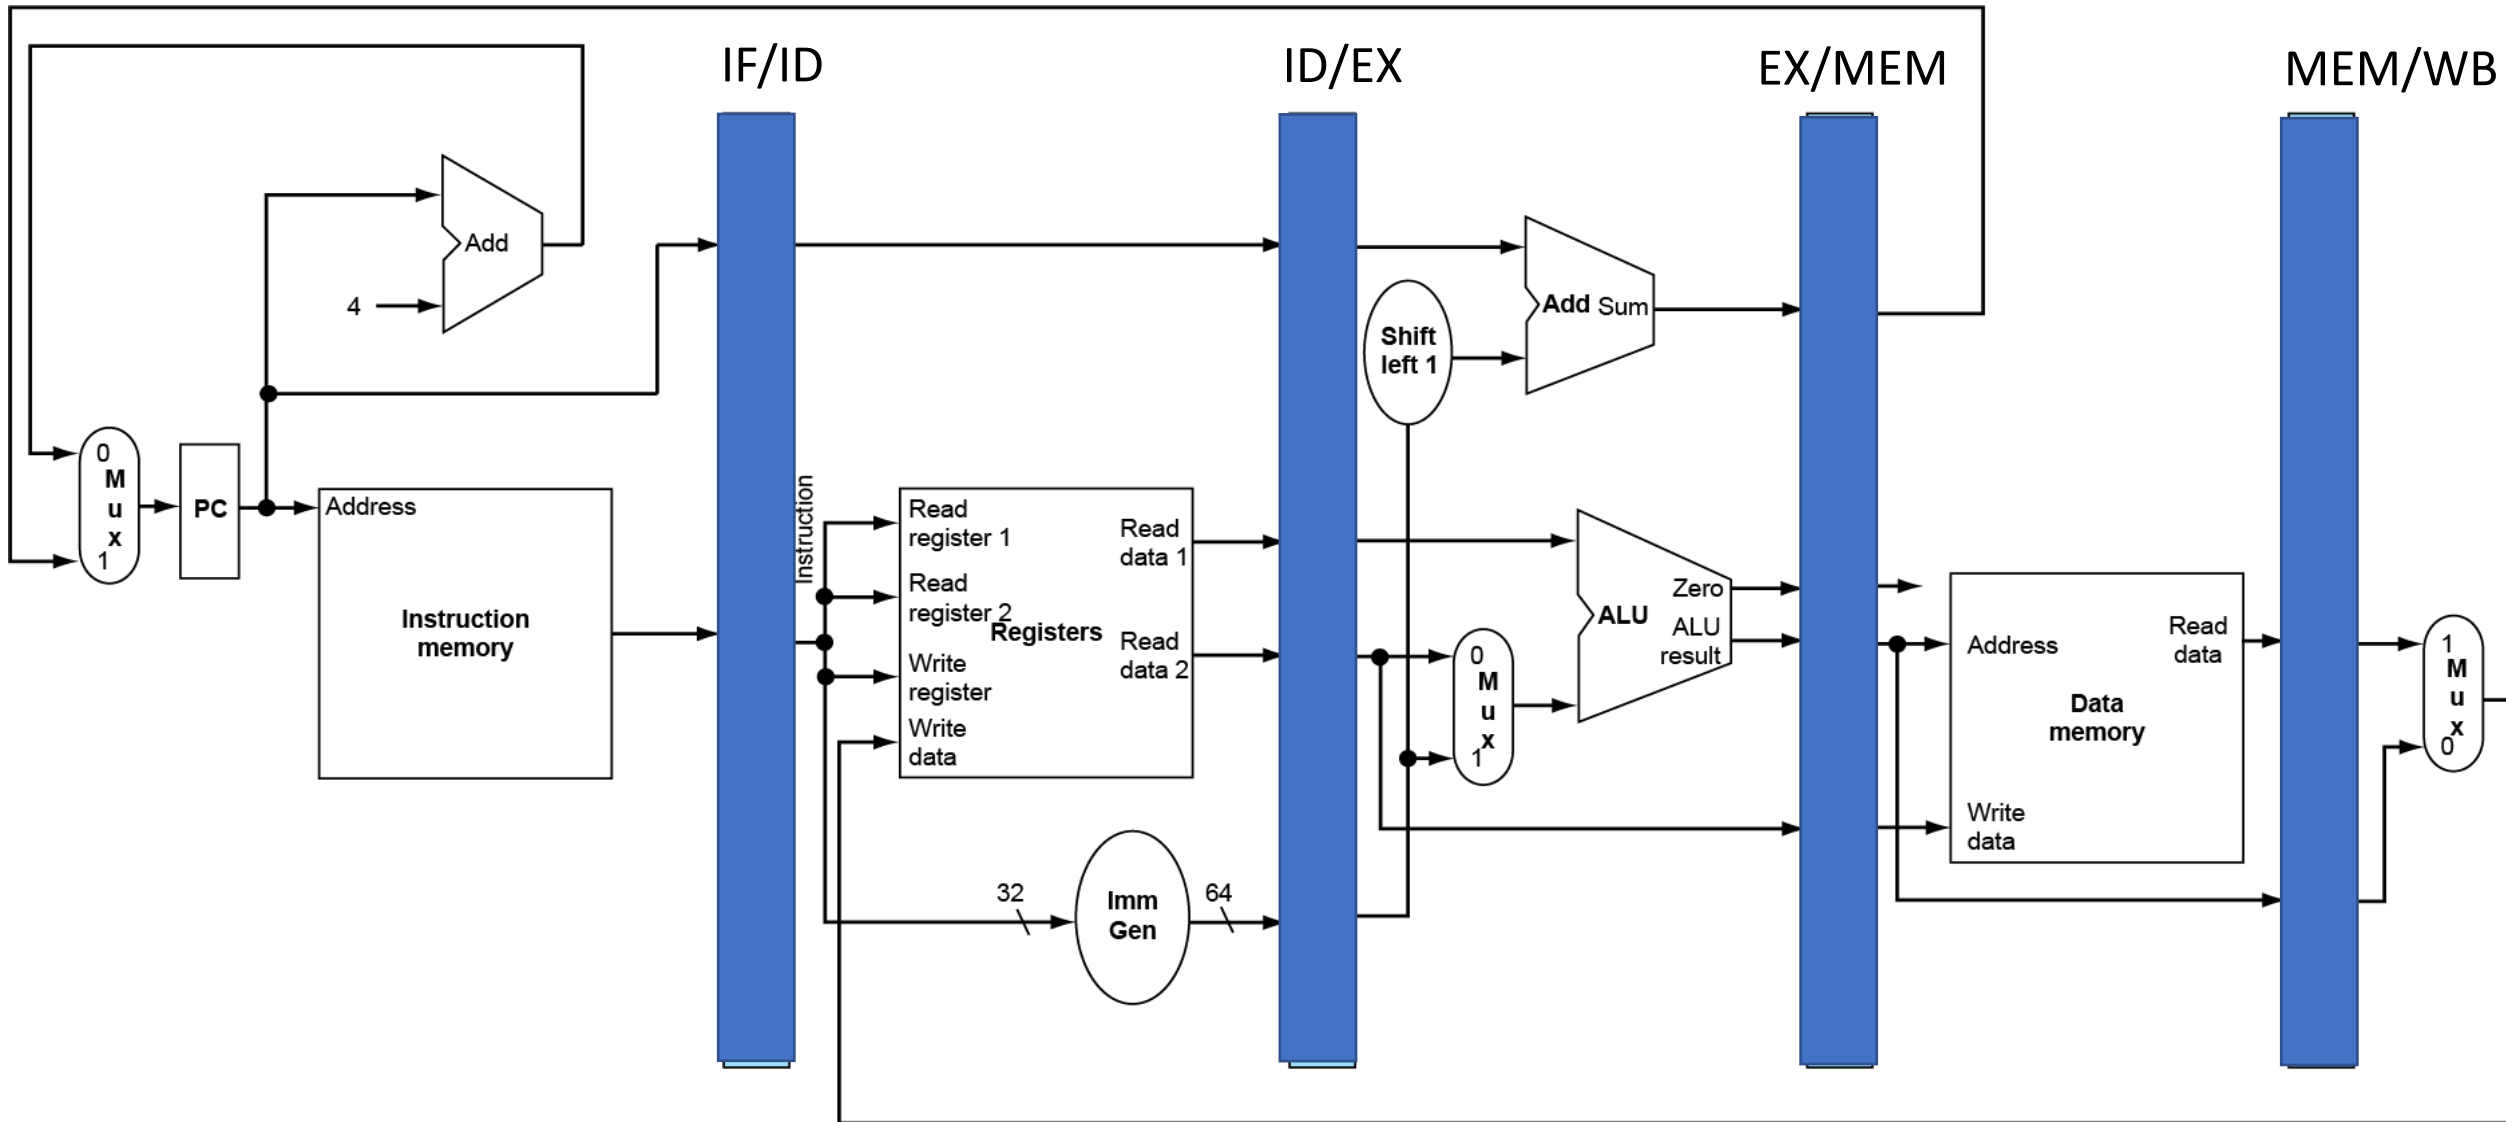 IF/ID
ID/EX
EX/MEM
MEM/WB
Add
4
0
M
u
x
1
PC
Address
Instruction
memory
Instruction
Read
register 1
Read
register 2
Registers
Write
register
Write
data
Read
data 1
Read
data 2
32
Imm
Gen
64
Shift
left 1
Add Sum
0
M
u
x
1
Zero
ALU
ALU
result
Address
Read
data
Data
memory
Write
data
1
M
u
x
0